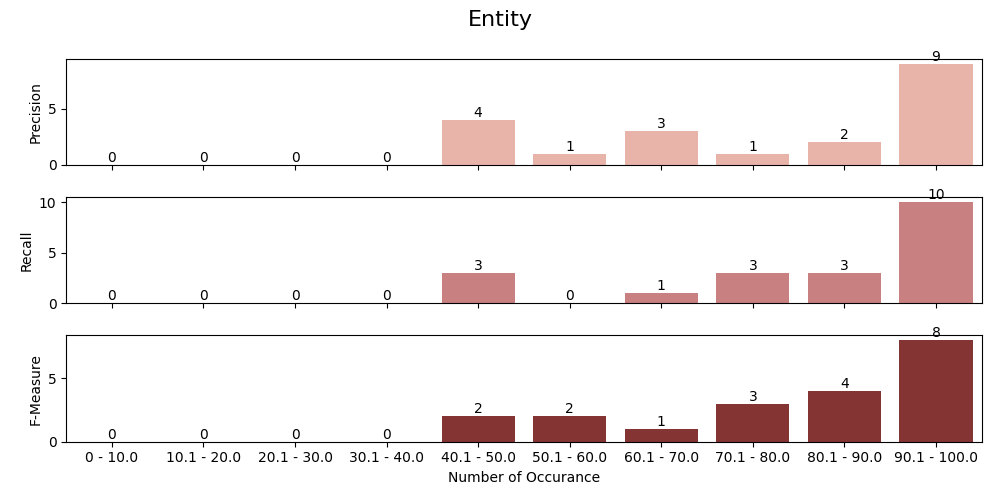 Entity
Precision
5
0
0 0 0 0 4 1 3 1 2 9
Recall
10
5
0
0 0 0 0 3 0 1 3 3 10
F-Measure
5
0
0 0 0 0 2 2 1 3 4 8
0 - 10.0 10.1 - 20.0 20.1 - 30.0 30.1 - 40.0 40.1 - 50.0 50.1 - 60.0 60.1 - 70.0 70.1 - 80.0 80.1 - 90.0 90.1 - 100.0
Number of Occurance